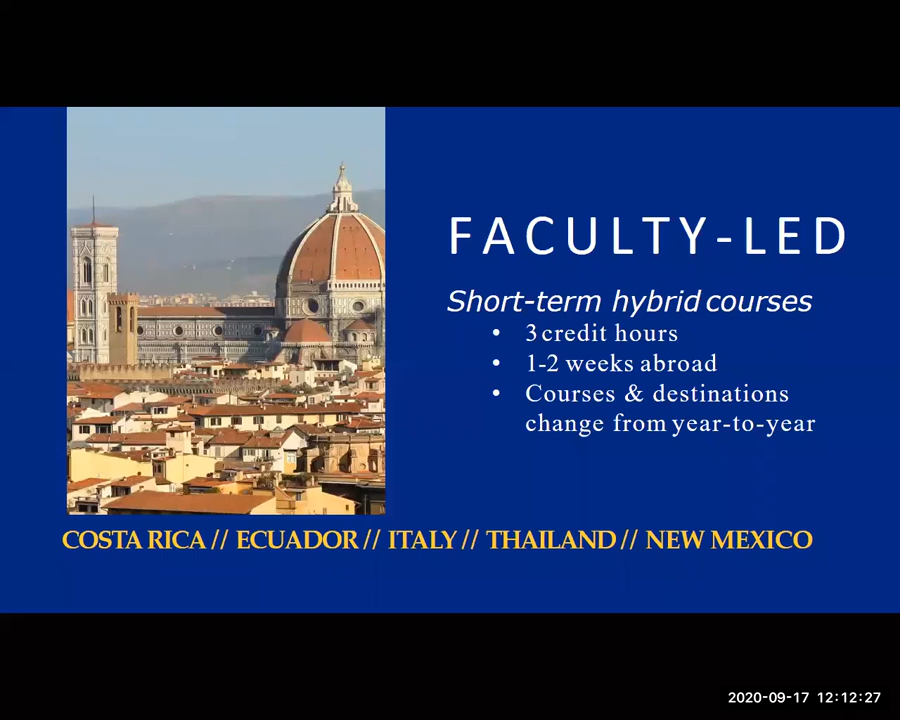 FACULTY-LED
Short-term hybrid courses
• 3 credit hours
• 1-2 weeks abroad
• Courses & destinations
change from year-to-year
COSTA RICA // ECUADOR // ITALY // THAILAND // NEW MEXICO
2020-09-17 12:12:27